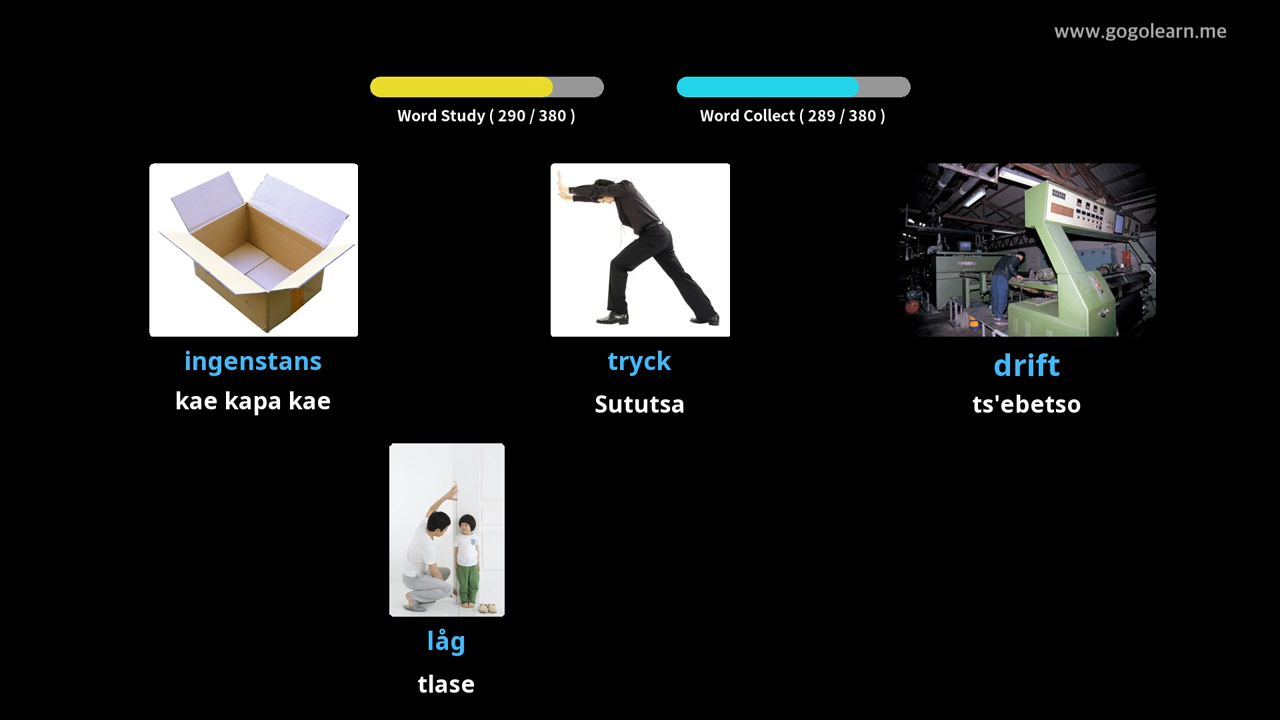 www.gogolearn.me
Word Study ( 290 / 380 )
Word Collect ( 289 / 380 )
ingenstans
kae kapa kae
tryck
Sututsa
drift
ts'ebetso
låg
tlase